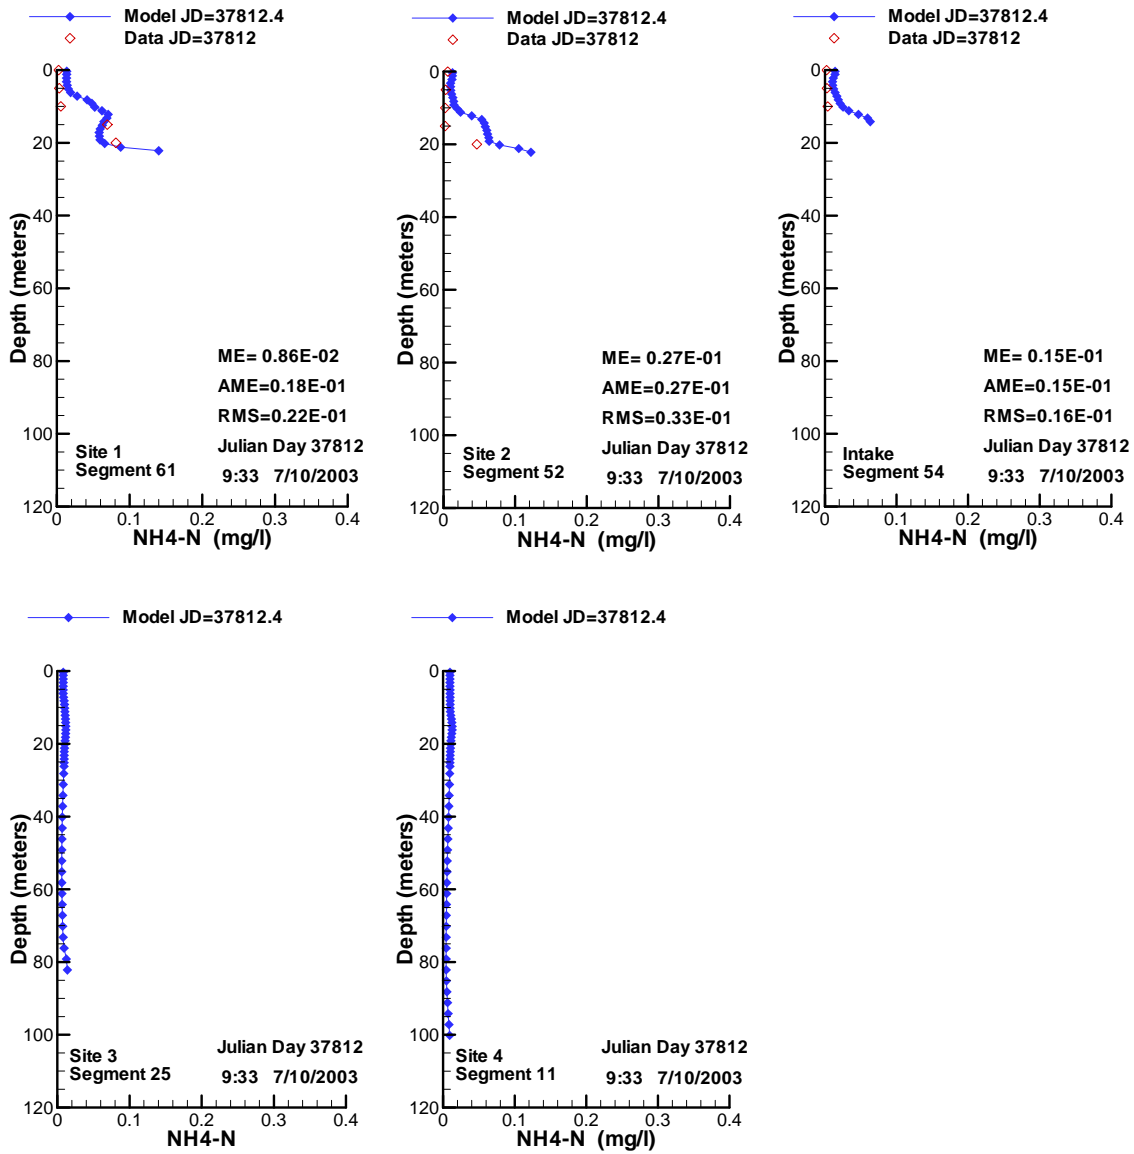 Model JD=37812.4
Data JD=37812
0
20
40
60
80
100
120
Depth (meters)
ME= 0.86E-02
AME=0.18E-01
RMS=0.22E-01
Site 1
Segment 61
Julian Day 37812
9:33 7/10/2003
0 0.1 0.2 0.3 0.4
NH4-N (mg/l)
Model JD=37812.4
Data JD=37812
0
20
40
60
80
100
120
Depth (meters)
ME= 0.27E-01
AME=0.27E-01
RMS=0.33E-01
Site 2
Segment 52
Julian Day 37812
9:33 7/10/2003
0 0.1 0.2 0.3 0.4
NH4-N (mg/l)
Model JD=37812.4
Data JD=37812
0
20
40
60
80
100
120
Depth (meters)
ME= 0.15E-01
AME=0.15E-01
RMS=0.16E-01
Intake
Segment 54
Julian Day 37812
9:33 7/10/2003
0 0.1 0.2 0.3 0.4
NH4-N (mg/l)
Model JD=37812.4
0
20
40
60
80
100
120
Depth (meters)
Site 3
Segment 25
Julian Day 37812
9:33 7/10/2003
0 0.1 0.2 0.3 0.4
NH4-N
Model JD=37812.4
0
20
40
60
80
100
120
Depth (meters)
Site 4
Segment 11
Julian Day 37812
9:33 7/10/2003
0 0.1 0.2 0.3 0.4
NH4-N (mg/l)